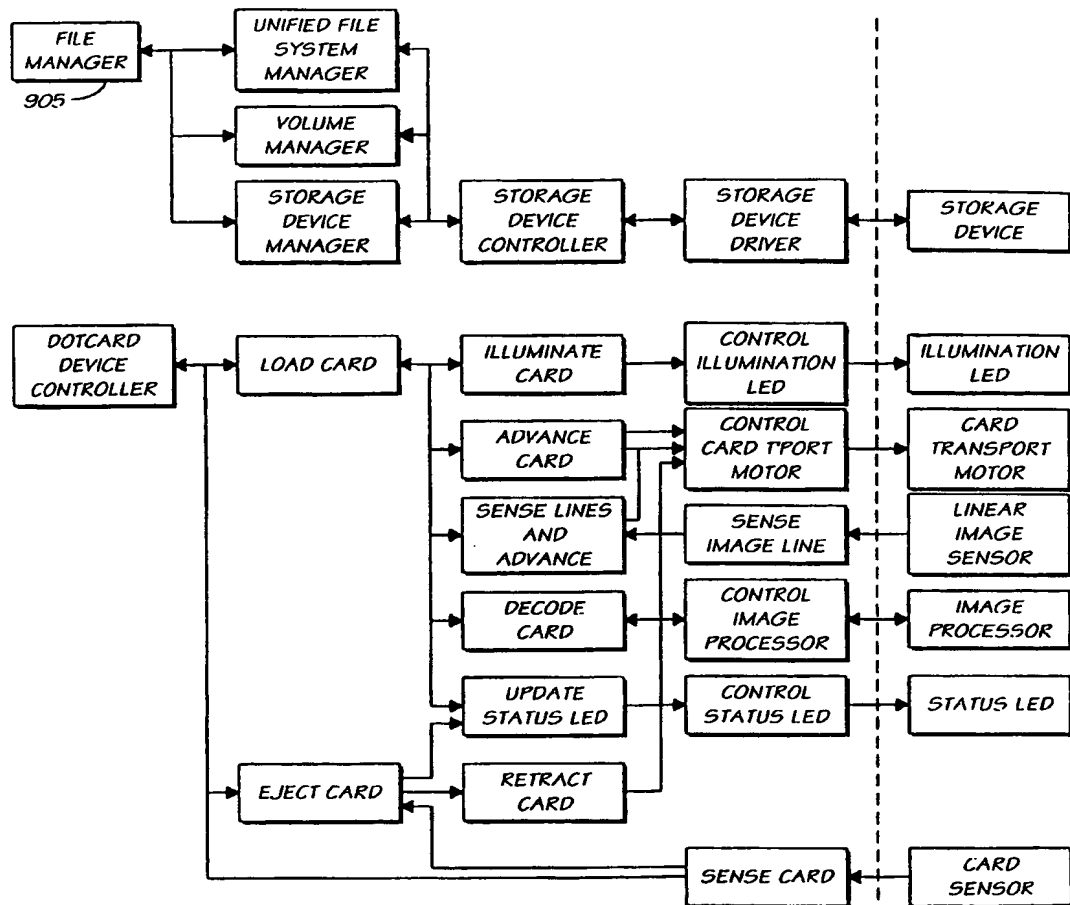 FILE
MANAGER
905
UNIFIED FILE
SYSTEM
MANAGER
VOLUME
MANAGER
STORAGE
DEVICE
MANAGER
STORAGE
DEVICE
CONTROLLER
STORAGE
DEVICE
DRIVER
STORAGE
DEVICE
DOTCARD
DEVICE
CONTROLLER
LOAD CARD
ILLUMINATE
CARD
CONTROL
ILLUMINATION
LED
ILLUMINATION
LED
ADVANCE
CARD
CONTROL
CARD T'PORT
MOTOR
CARD
TRANSPORT
MOTOR
SENSE LINES
AND
ADVANCE
SENSE
IMAGE LINE
LINEAR
IMAGE
SENSOR
DECODE
CARD
CONTROL
IMAGE
PROCESSOR
IMAGE
PROCESSOR
UPDATE
STATUS LED
CONTROL
STATUS LED
STATUS LED
EJECT CARD
RETRACT
CARD
SENSE CARD
CARD
SENSOR